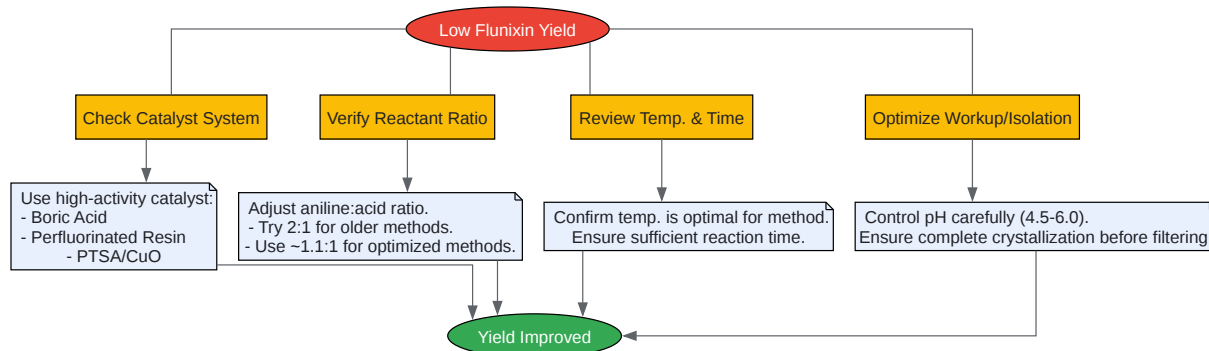 Low Flunixin Yield
Check Catalyst System
Verify Reactant Ratio
Review Temp. & Time
Optimize Workup/Isolation
Use high-activity catalyst:
- Boric Acid
- Perfluorinated Resin
- PTSA/CuO
Adjust aniline:acid ratio.
- Try 2:1 for older methods.
- Use ~1.1:1 for optimized methods.
Confirm temp. is optimal for method.
Ensure sufficient reaction time.
Control pH carefully (4.5-6.0).
Ensure complete crystallization before filtering
Yield Improved